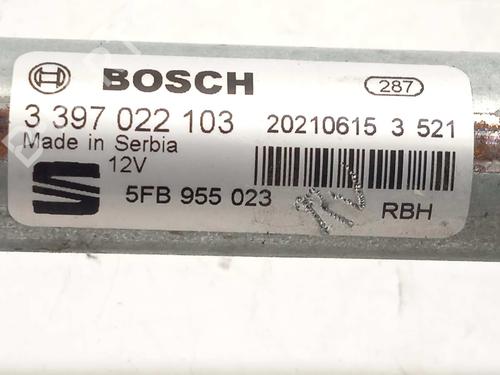 BOSCH
287
3 397 022 103
20210615 3 521
Made in Serbia
12V
5FB 955 023
RBH